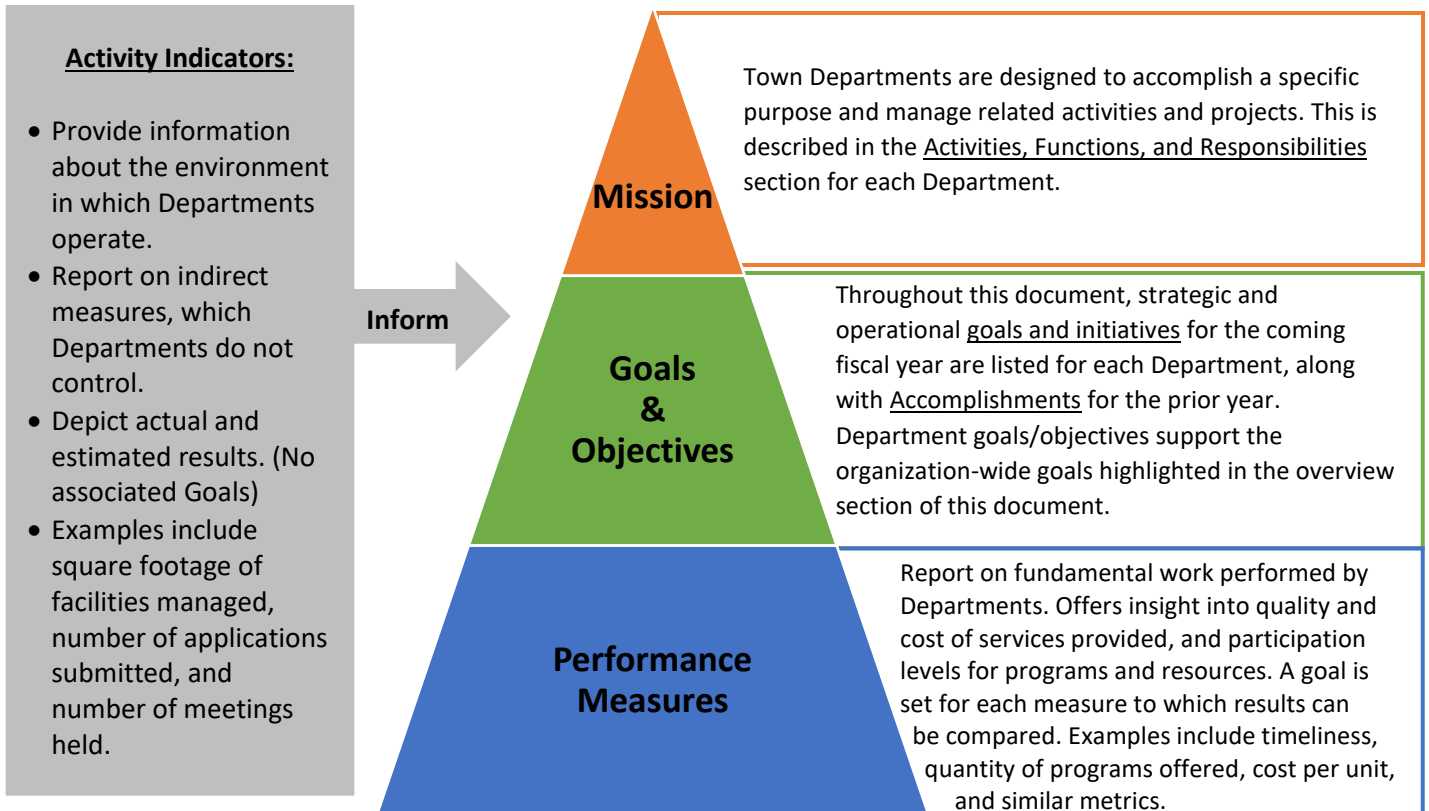 Activity Indicators:
• Provide information
about the environment
in which Departments
operate.
• Report on indirect
measures, which
Departments do not
control.
• Depict actual and
estimated results. (No
associated Goals)
• Examples include
square footage of
facilities managed,
number of applications
submitted, and
number of meetings
held.
Inform
Mission
Town Departments are designed to accomplish a specific
purpose and manage related activities and projects. This is
described in the Activities, Functions, and Responsibilities
section for each Department.
Goals
&
Objectives
Throughout this document, strategic and
operational goals and initiatives for the coming
fiscal year are listed for each Department, along
with Accomplishments for the prior year.
Department goals/objectives support the
organization-wide goals highlighted in the overview
section of this document.
Performance
Measures
Report on fundamental work performed by
Departments. Offers insight into quality and
cost of services provided, and participation
levels for programs and resources. A goal is
set for each measure to which results can
be compared. Examples include timeliness,
quantity of programs offered, cost per unit,
and similar metrics.